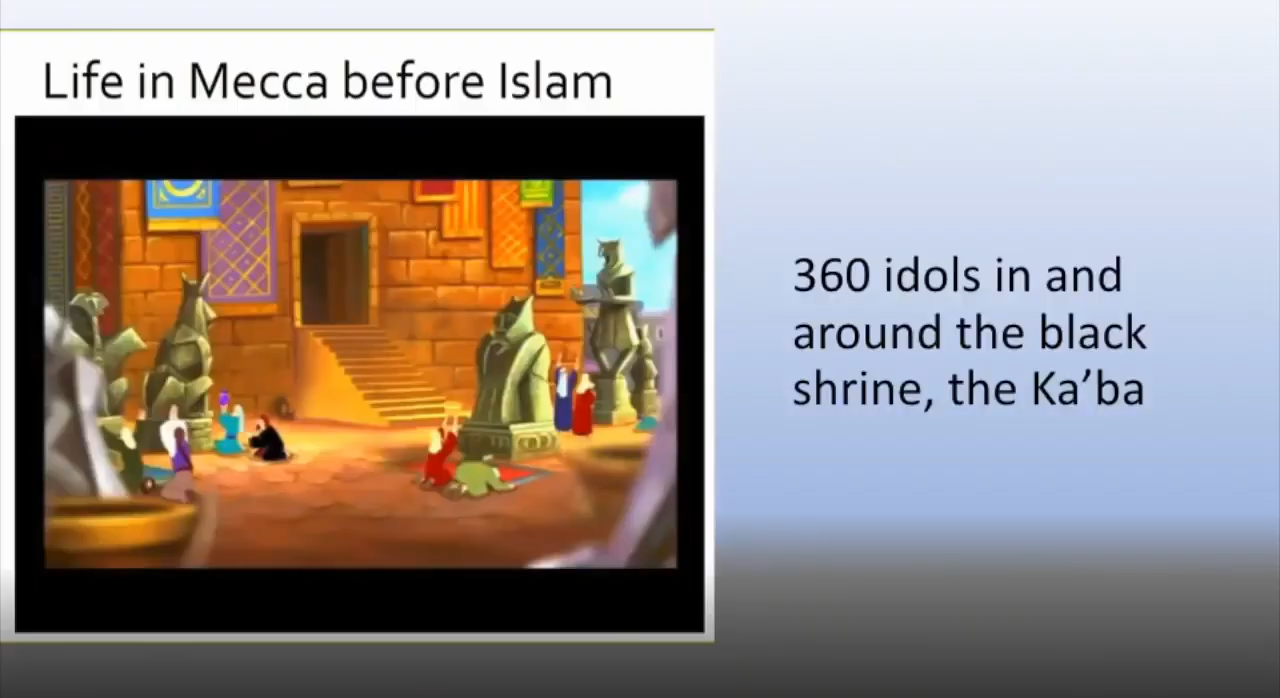 Life in Mecca before Islam
360 idols in and
around the black
shrine, the Ka’ba